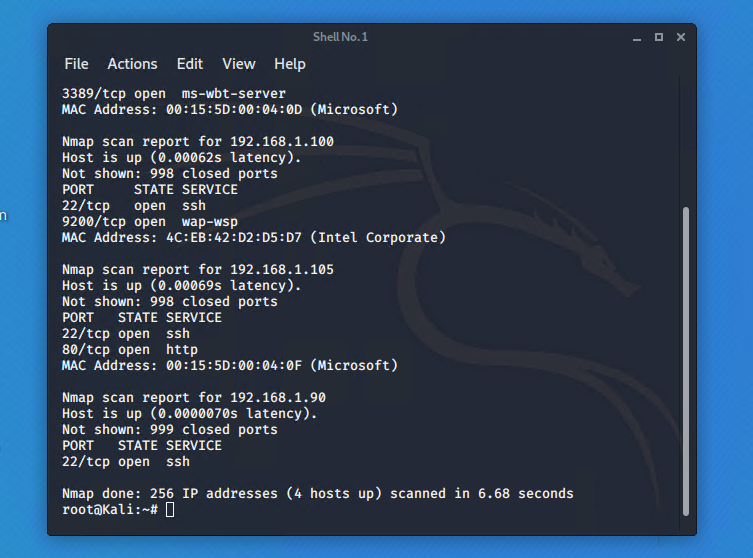 Shell No. 1
File Actions Edit View Help
3389/tcp open  ms-wbt-server
MAC Address: 00:15:5D:00:04:0D (Microsoft)

Nmap scan report for 192.168.1.100
Host is up (0.00062s latency).
Not shown: 998 closed ports
PORT     STATE SERVICE
22/tcp   open  ssh
9200/tcp open  wap-wsp
MAC Address: 4C:EB:42:D2:D5:D7 (Intel Corporate)

Nmap scan report for 192.168.1.105
Host is up (0.00069s latency).
Not shown: 998 closed ports
PORT   STATE SERVICE
22/tcp open  ssh
80/tcp open  http
MAC Address: 00:15:5D:00:04:0F (Microsoft)

Nmap scan report for 192.168.1.90
Host is up (0.0000070s latency).
Not shown: 999 closed ports
PORT   STATE SERVICE
22/tcp open  ssh

Nmap done: 256 IP addresses (4 hosts up) scanned in 6.68 seconds
root@Kali:~#